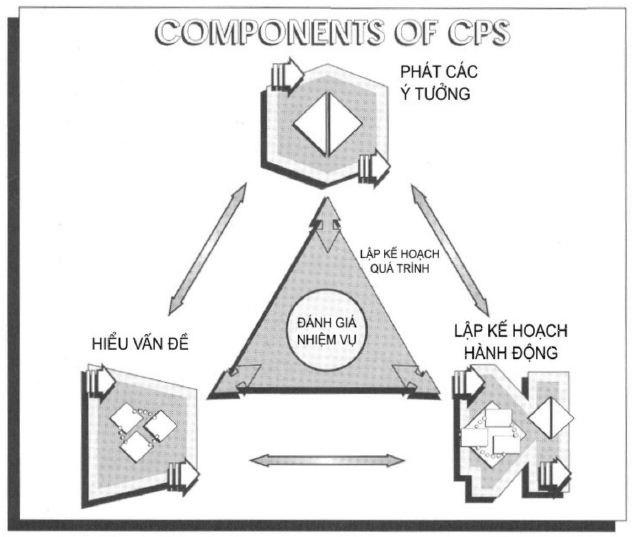 COMPONENTS OF CPS
PHÁT CÁC
Ý TƯỞNG
LẬP KẾ HOẠCH
QUÁ TRÌNH
ĐÁNH GIÁ
NHIỆM VỤ
HIỂU VẤN ĐỀ
LẬP KẾ HOẠCH
HÀNH ĐỘNG